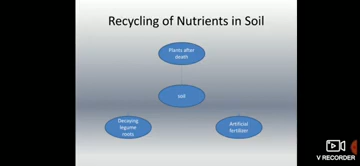 Recycling of Nutrients in Soil
Plants after
death
soil
Decaying
legume
roots
Artificial
fertilizer
V RECORDER